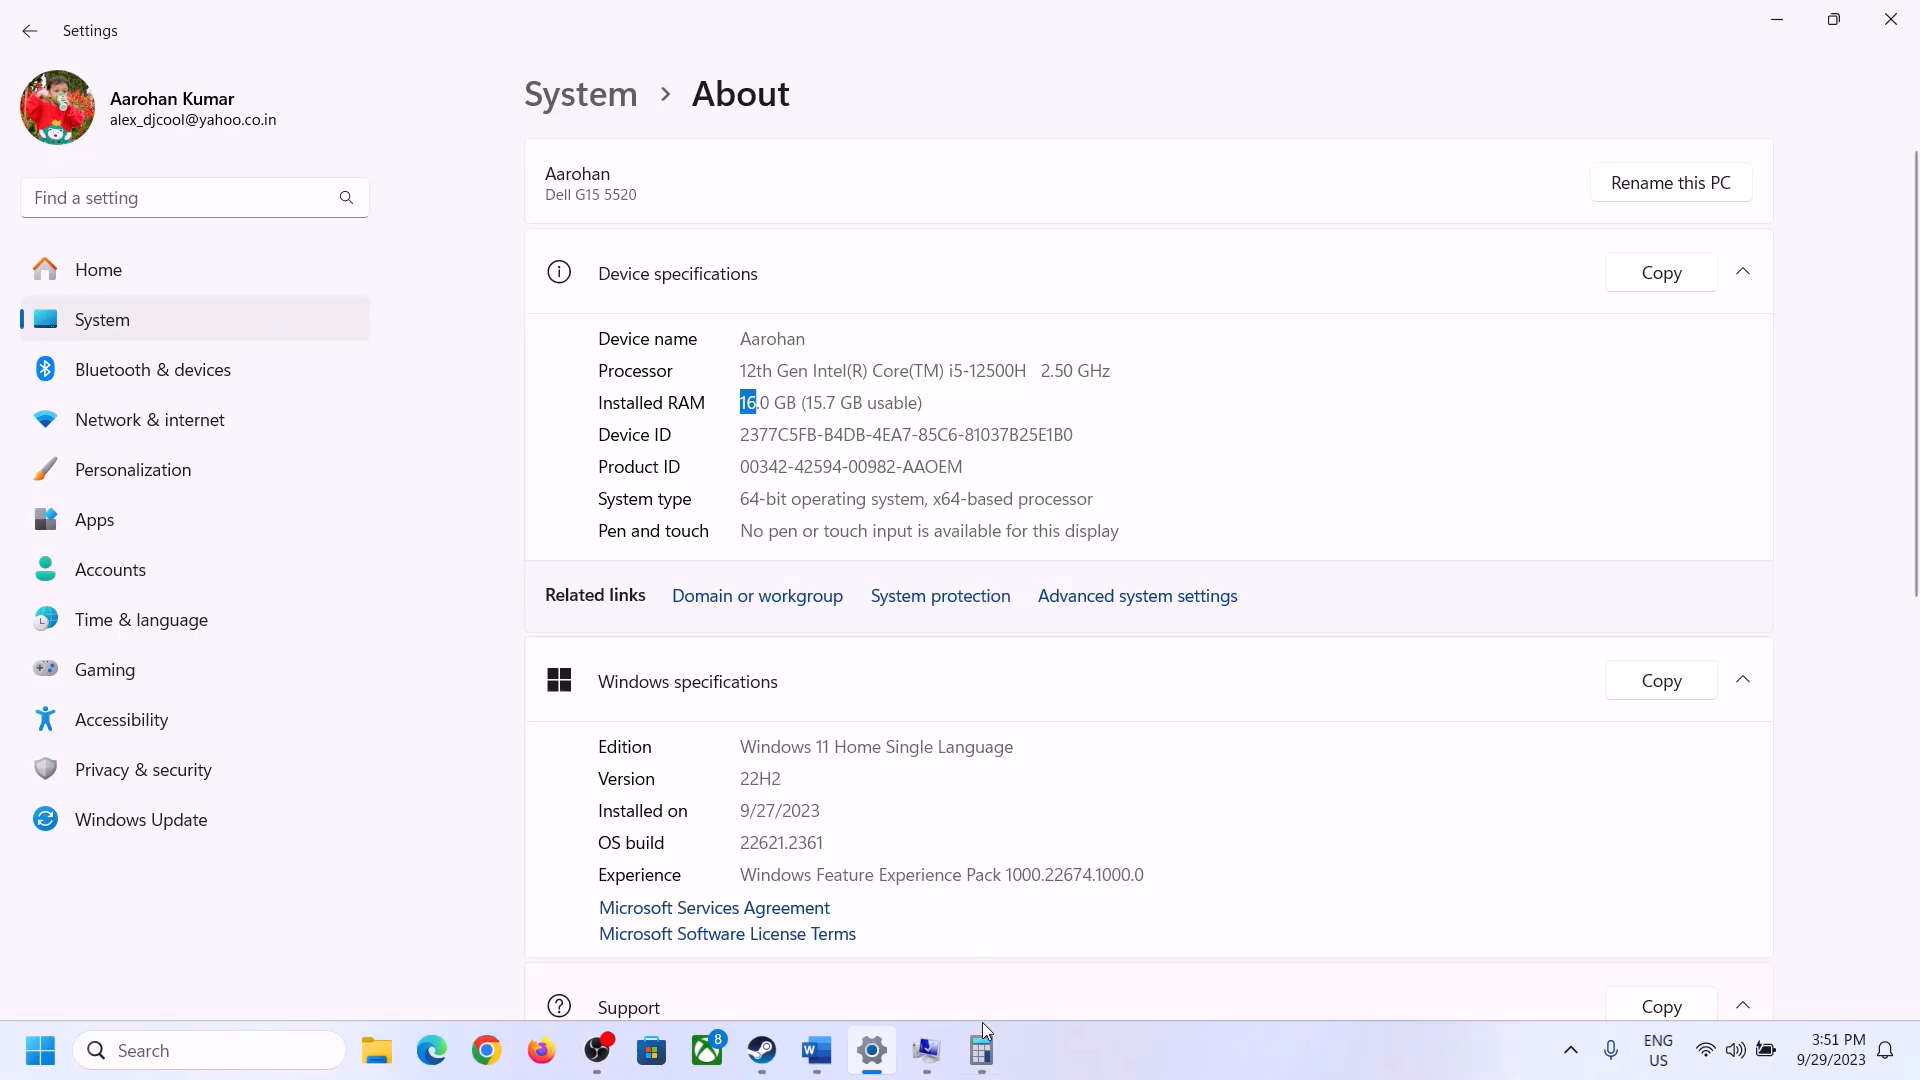 Settings
Aarohan Kumar
alex_djcool@yahoo.co.in
Find a setting
Home
System
Bluetooth & devices
Network & internet
Personalization
Apps
Accounts
Time & language
Gaming
Accessibility
Privacy & security
Windows Update
System > About
Aarohan
Dell G15 5520
Rename this PC
Device specifications
Copy
Device name Aarohan
Processor 12th Gen Intel(R) Core(TM) i5-12500H 2.50 GHz
Installed RAM 16.0 GB (15.7 GB usable)
Device ID 2377C5FB-B4DB-4EA7-85C6-81037B25E1B0
Product ID 00342-42594-00982-AAOEM
System type 64-bit operating system, x64-based processor
Pen and touch No pen or touch input is available for this display
Related links Domain or workgroup System protection Advanced system settings
Windows specifications
Copy
Edition Windows 11 Home Single Language
Version 22H2
Installed on 9/27/2023
OS build 22621.2361
Experience Windows Feature Experience Pack 1000.22674.1000.0
Microsoft Services Agreement
Microsoft Software License Terms
Support
Copy
Search
8
W
ENG
US
3:51 PM
9/29/2023